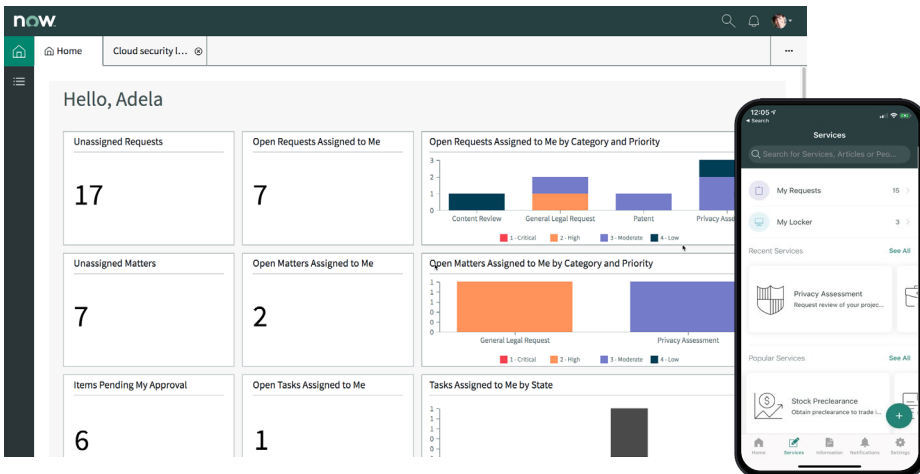 now
Home
Cloud security l...
Hello, Adela
Unassigned Requests
17
Open Requests Assigned to Me
7
Open Requests Assigned to Me by Category and Priority
3
2
1
0
Content Review
General Legal Request
Patent
Privacy Asse
1 - Critical
2 - High
3 - Moderate
4 - Low
Unassigned Matters
7
Open Matters Assigned to Me
2
Open Matters Assigned to Me by Category and Priority
1
1
1
0
0
General Legal Request
Privacy Assessment
1 - Critical
2 - High
3 - Moderate
4 - Low
Items Pending My Approval
6
Open Tasks Assigned to Me
1
Tasks Assigned to Me by State
1
1
1
0
0
12:05
Search
Services
Search for Services, Articles or Peo...
My Requests
15
My Locker
3
Recent Services
See All
Privacy Assessment
Request review of your projec...
Popular Services
See All
Stock Preclearance
Obtain preclearance to trade i...
Home
Services
Information
Notifications
Settings